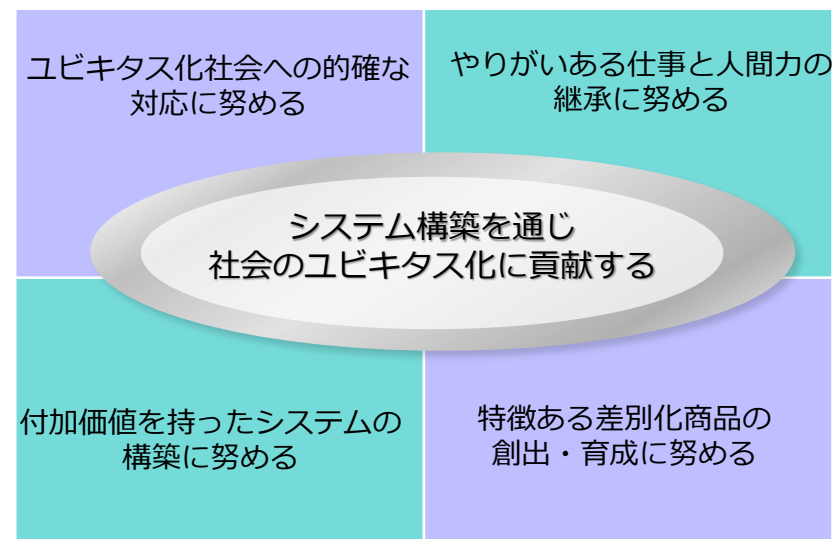 ユビキタス化社会への的確な
対応に努める
やりがいある仕事と人間力の
継承に努める
システム構築を通じ
社会のユビキタス化に貢献する
付加価値を持ったシステムの
構築に努める
特徴ある差別化商品の
創出・育成に努める